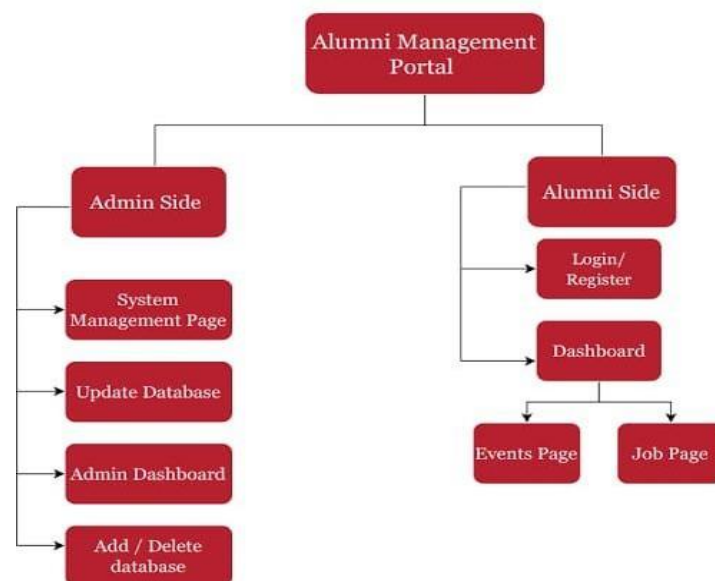 Alumni Management
Portal
Admin Side
System
Management Page
Update Database
Admin Dashboard
Add / Delete
database
Alumni Side
Login/
Register
Dashboard
Events Page
Job Page